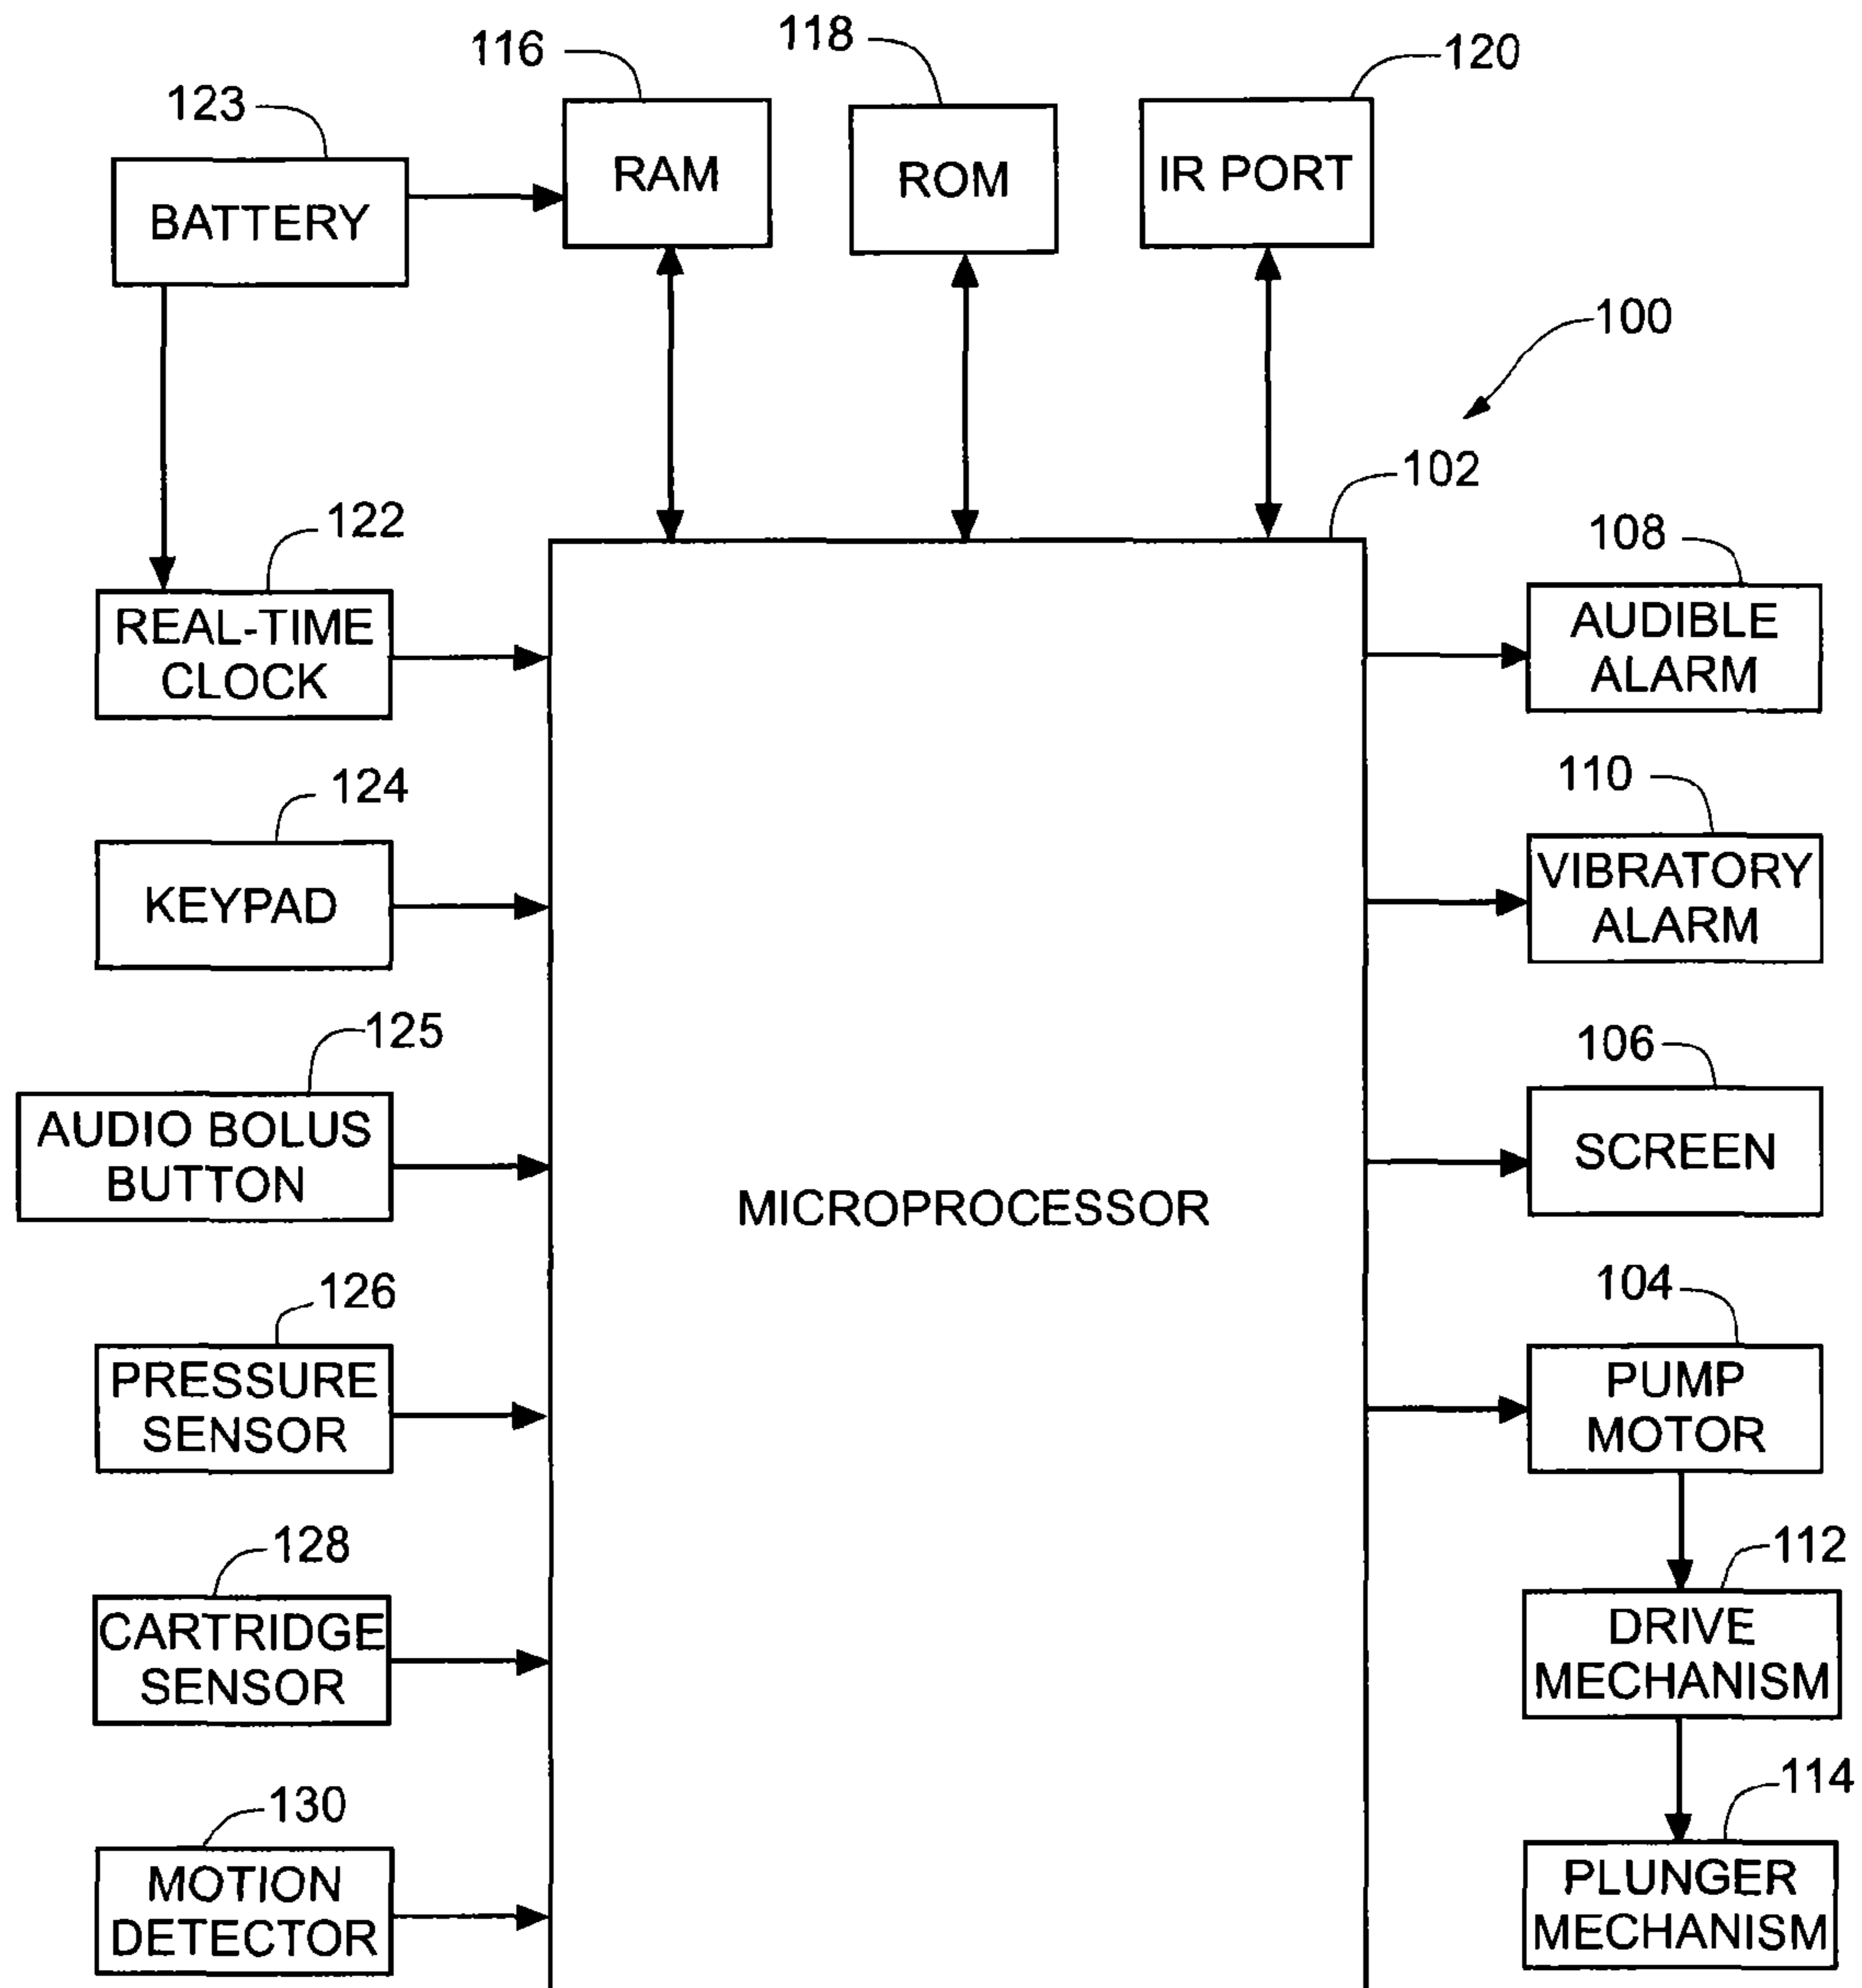 116
118
120
123
RAM
ROM
IR PORT
BATTERY
100
102
122
REAL-TIME
CLOCK
108
AUDIBLE
ALARM
124
KEYPAD
110
VIBRATORY
ALARM
125
AUDIO BOLUS
BUTTON
MICROPROCESSOR
106
SCREEN
126
PRESSURE
SENSOR
104
PUMP
MOTOR
128
CARTRIDGE
SENSOR
112
DRIVE
MECHANISM
130
MOTION
DETECTOR
114
PLUNGER
MECHANISM